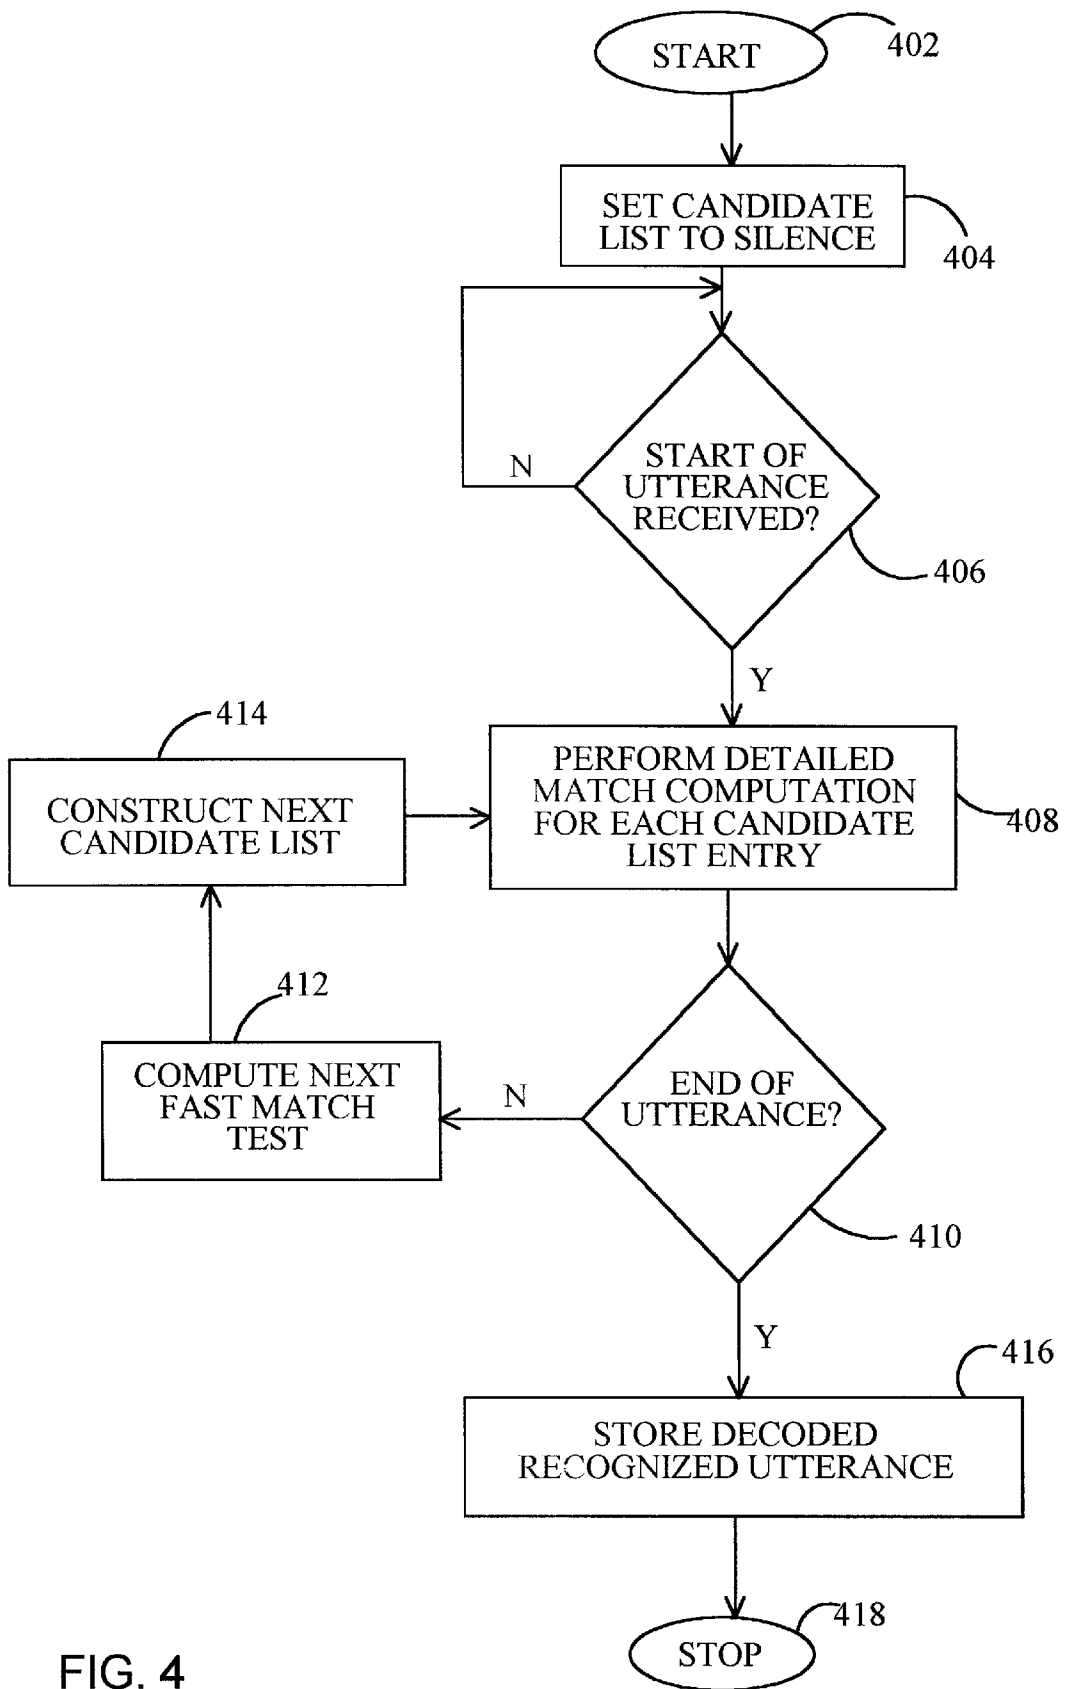 START
402
SET CANDIDATE
LIST TO SILENCE
404
N
START OF
UTTERANCE
RECEIVED?
406
Y
414
CONSTRUCT NEXT
CANDIDATE LIST
PERFORM DETAILED
MATCH COMPUTATION
FOR EACH CANDIDATE
LIST ENTRY
408
412
COMPUTE NEXT
FAST MATCH
TEST
N
END OF
UTTERANCE?
410
Y
416
STORE DECODED
RECOGNIZED UTTERANCE
418
STOP
FIG. 4